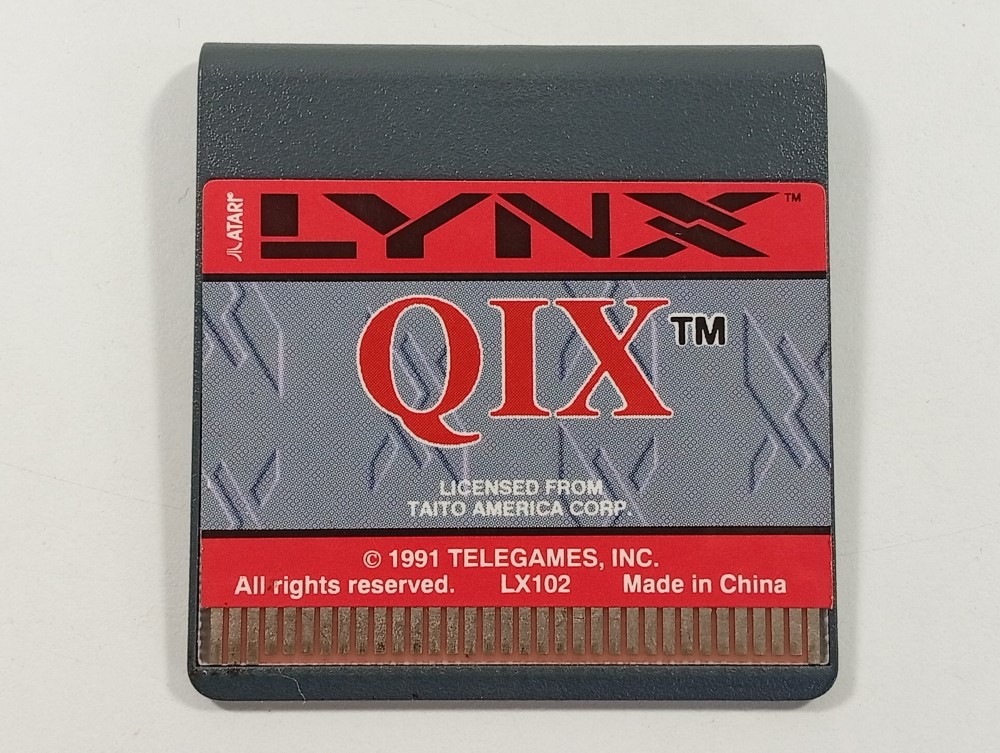 ATARI®
LYNX™
QIX™
LICENSED FROM
TAITO AMERICA CORP.
© 1991 TELEGAMES, INC.
All rights reserved. LX102 Made in China